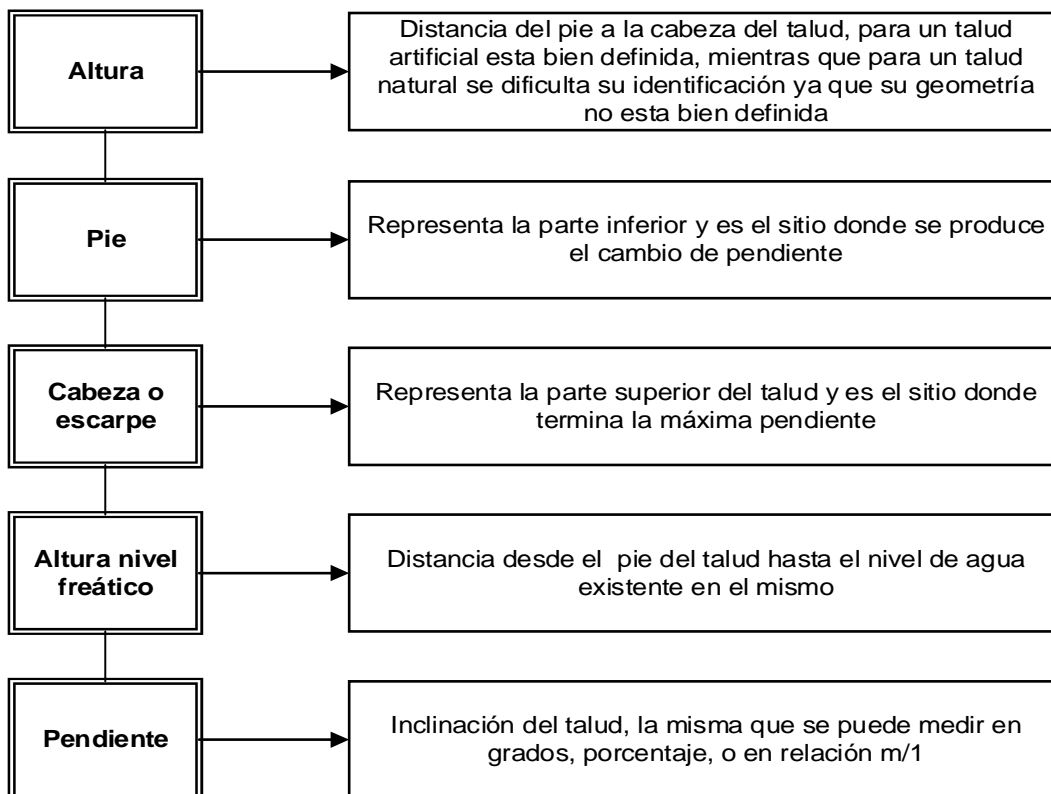 Altura
Distancia del pie a la cabeza del talud, para un talud
artificial esta bien definida, mientras que para un talud
natural se dificulta su identificación ya que su geometría
no esta bien definida
Pie
Representa la parte inferior y es el sitio donde se produce
el cambio de pendiente
Cabeza o
escarpe
Representa la parte superior del talud y es el sitio donde
termina la máxima pendiente
Altura nivel
freático
Distancia desde el pie del talud hasta el nivel de agua
existente en el mismo
Pendiente
Inclinación del talud, la misma que se puede medir en
grados, porcentaje, o en relación m/1